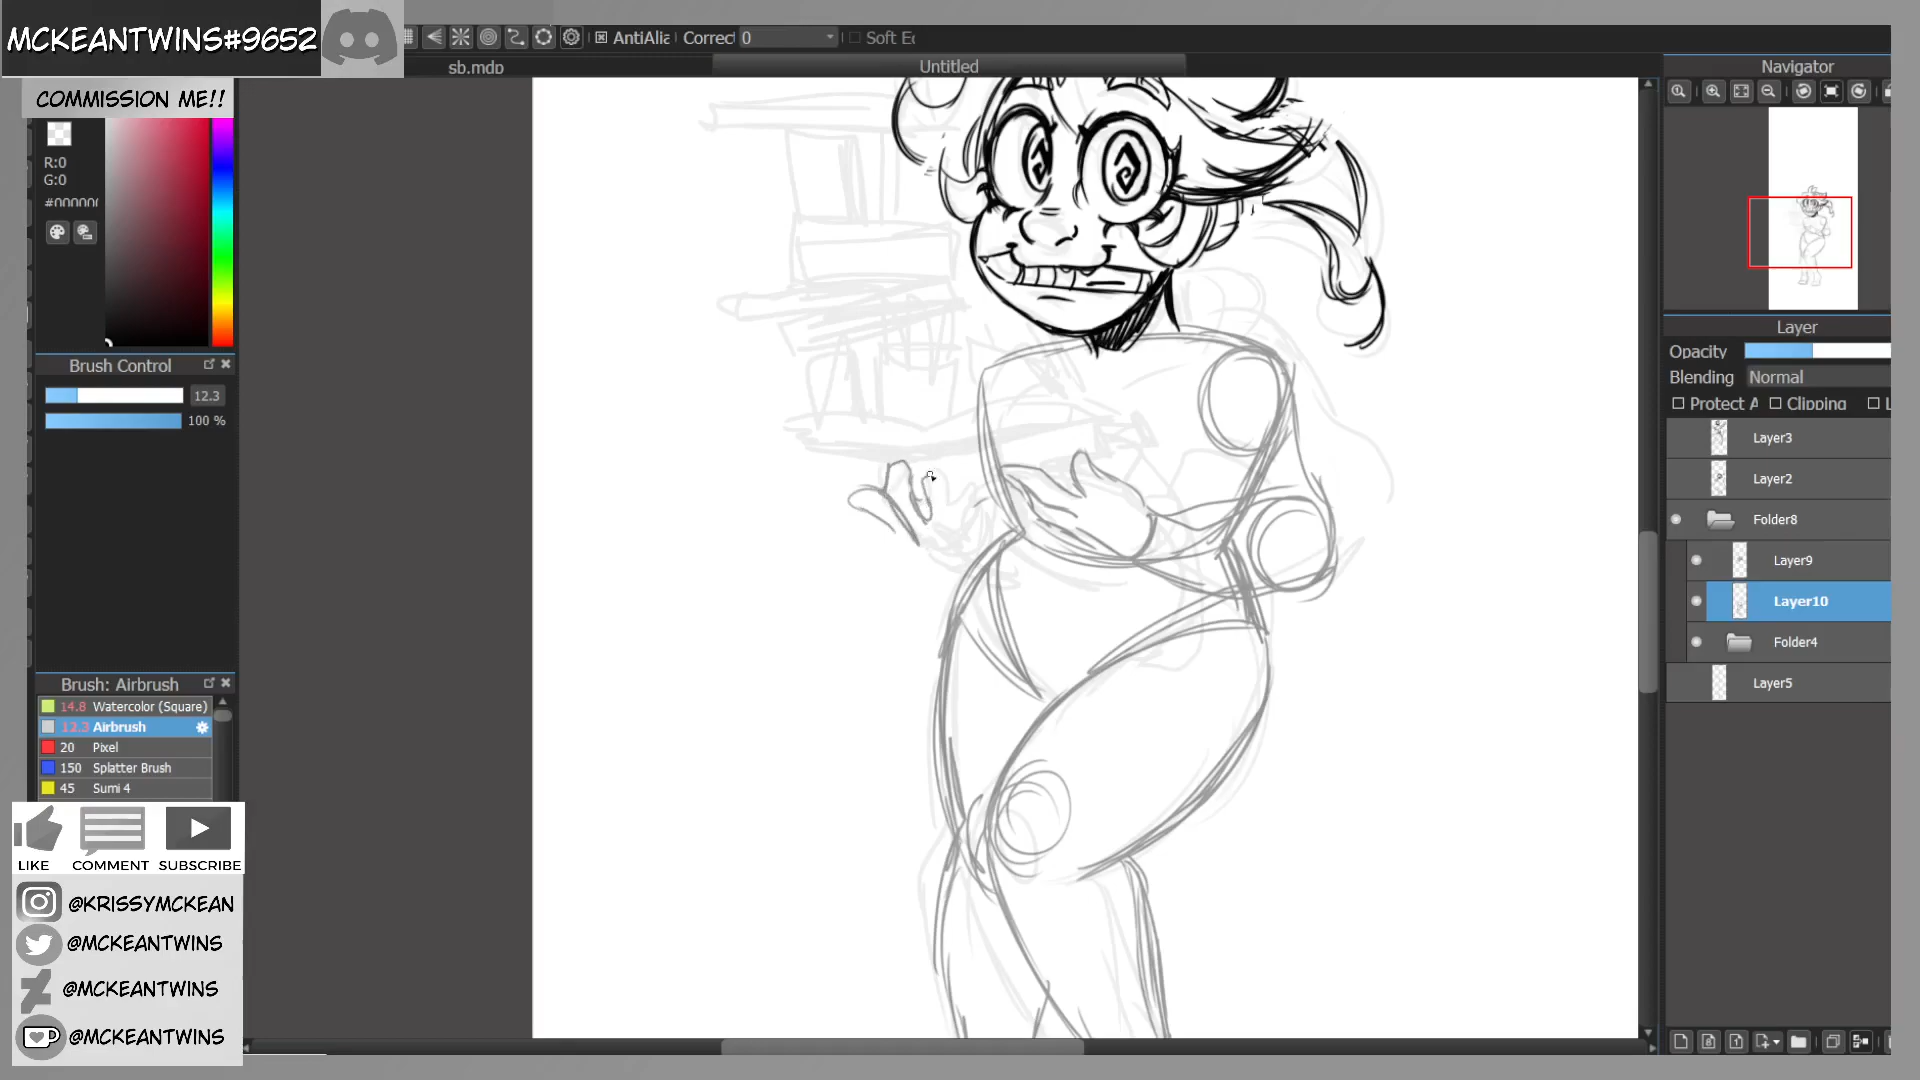 MCKEANTWINS#9652
COMMISSION ME!!
AntiAlia
Correct
0
Soft E
sb.mdp
Untitled
Navigator
R:0
G:0
#000000
Brush Control
12.3
100 %
Layer
Opacity
Blending
Normal
Protect A
Clipping
L
Layer3
Layer2
Folder8
Layer9
Layer10
Folder4
Layer5
Brush: Airbrush
14.8 Watercolor (Square)
12.3 Airbrush
20 Pixel
150 Splatter Brush
45 Sumi 4
LIKE
COMMENT
SUBSCRIBE
@KRISSYMCKEAN
@MCKEANTWINS
@MCKEANTWINS
@MCKEANTWINS